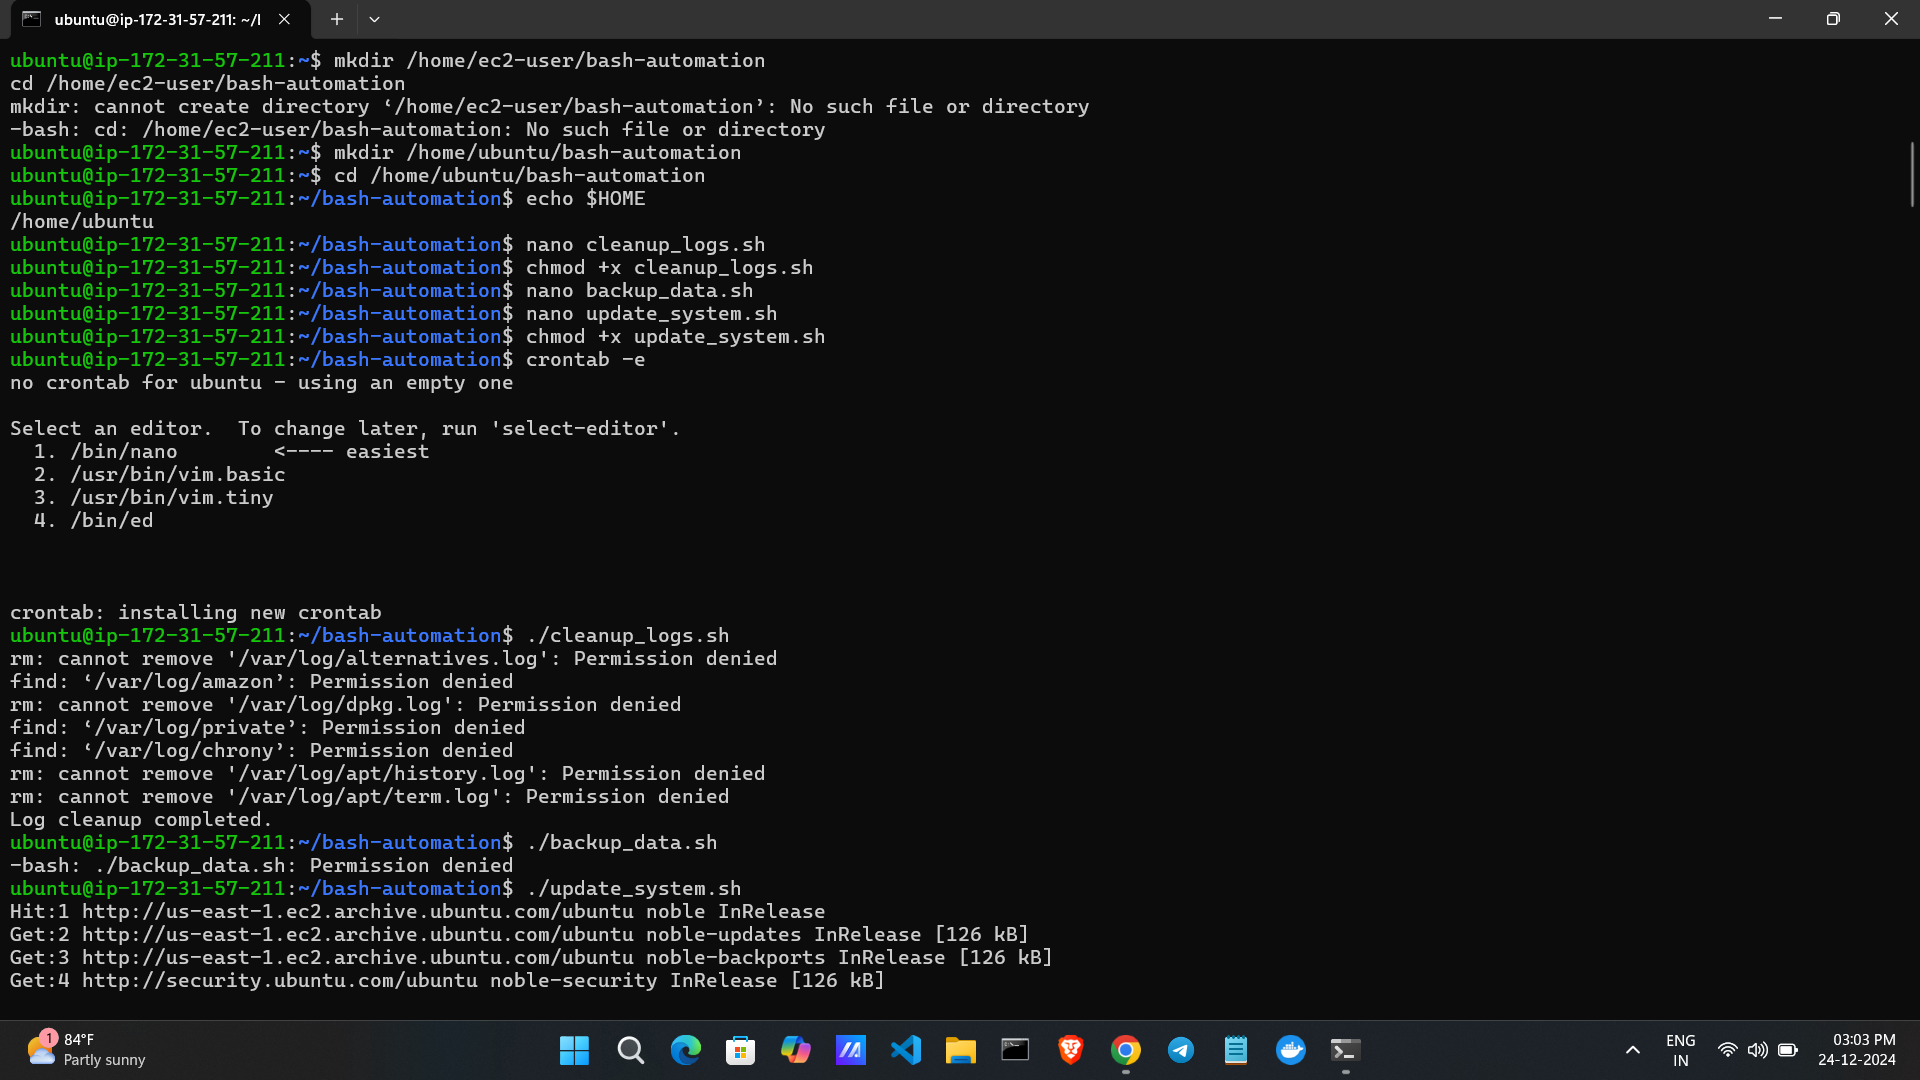 ubuntu@ip-172-31-57-211: ~/l
ubuntu@ip-172-31-57-211:~$ mkdir /home/ec2-user/bash-automation
cd /home/ec2-user/bash-automation
mkdir: cannot create directory ‘/home/ec2-user/bash-automation’: No such file or directory
-bash: cd: /home/ec2-user/bash-automation: No such file or directory
ubuntu@ip-172-31-57-211:~$ mkdir /home/ubuntu/bash-automation
ubuntu@ip-172-31-57-211:~$ cd /home/ubuntu/bash-automation
ubuntu@ip-172-31-57-211:~/bash-automation$ echo $HOME
/home/ubuntu
ubuntu@ip-172-31-57-211:~/bash-automation$ nano cleanup_logs.sh
ubuntu@ip-172-31-57-211:~/bash-automation$ chmod +x cleanup_logs.sh
ubuntu@ip-172-31-57-211:~/bash-automation$ nano backup_data.sh
ubuntu@ip-172-31-57-211:~/bash-automation$ nano update_system.sh
ubuntu@ip-172-31-57-211:~/bash-automation$ chmod +x update_system.sh
ubuntu@ip-172-31-57-211:~/bash-automation$ crontab -e
no crontab for ubuntu - using an empty one
Select an editor.  To change later, run 'select-editor'.
  1. /bin/nano        <---- easiest
  2. /usr/bin/vim.basic
  3. /usr/bin/vim.tiny
  4. /bin/ed
crontab: installing new crontab
ubuntu@ip-172-31-57-211:~/bash-automation$ ./cleanup_logs.sh
rm: cannot remove '/var/log/alternatives.log': Permission denied
find: ‘/var/log/amazon’: Permission denied
rm: cannot remove '/var/log/dpkg.log': Permission denied
find: ‘/var/log/private’: Permission denied
find: ‘/var/log/chrony’: Permission denied
rm: cannot remove '/var/log/apt/history.log': Permission denied
rm: cannot remove '/var/log/apt/term.log': Permission denied
Log cleanup completed.
ubuntu@ip-172-31-57-211:~/bash-automation$ ./backup_data.sh
-bash: ./backup_data.sh: Permission denied
ubuntu@ip-172-31-57-211:~/bash-automation$ ./update_system.sh
Hit:1 http://us-east-1.ec2.archive.ubuntu.com/ubuntu noble InRelease
Get:2 http://us-east-1.ec2.archive.ubuntu.com/ubuntu noble-updates InRelease [126 kB]
Get:3 http://us-east-1.ec2.archive.ubuntu.com/ubuntu noble-backports InRelease [126 kB]
Get:4 http://security.ubuntu.com/ubuntu noble-security InRelease [126 kB]
1
84°F
Partly sunny
ENG
IN
03:03 PM
24-12-2024